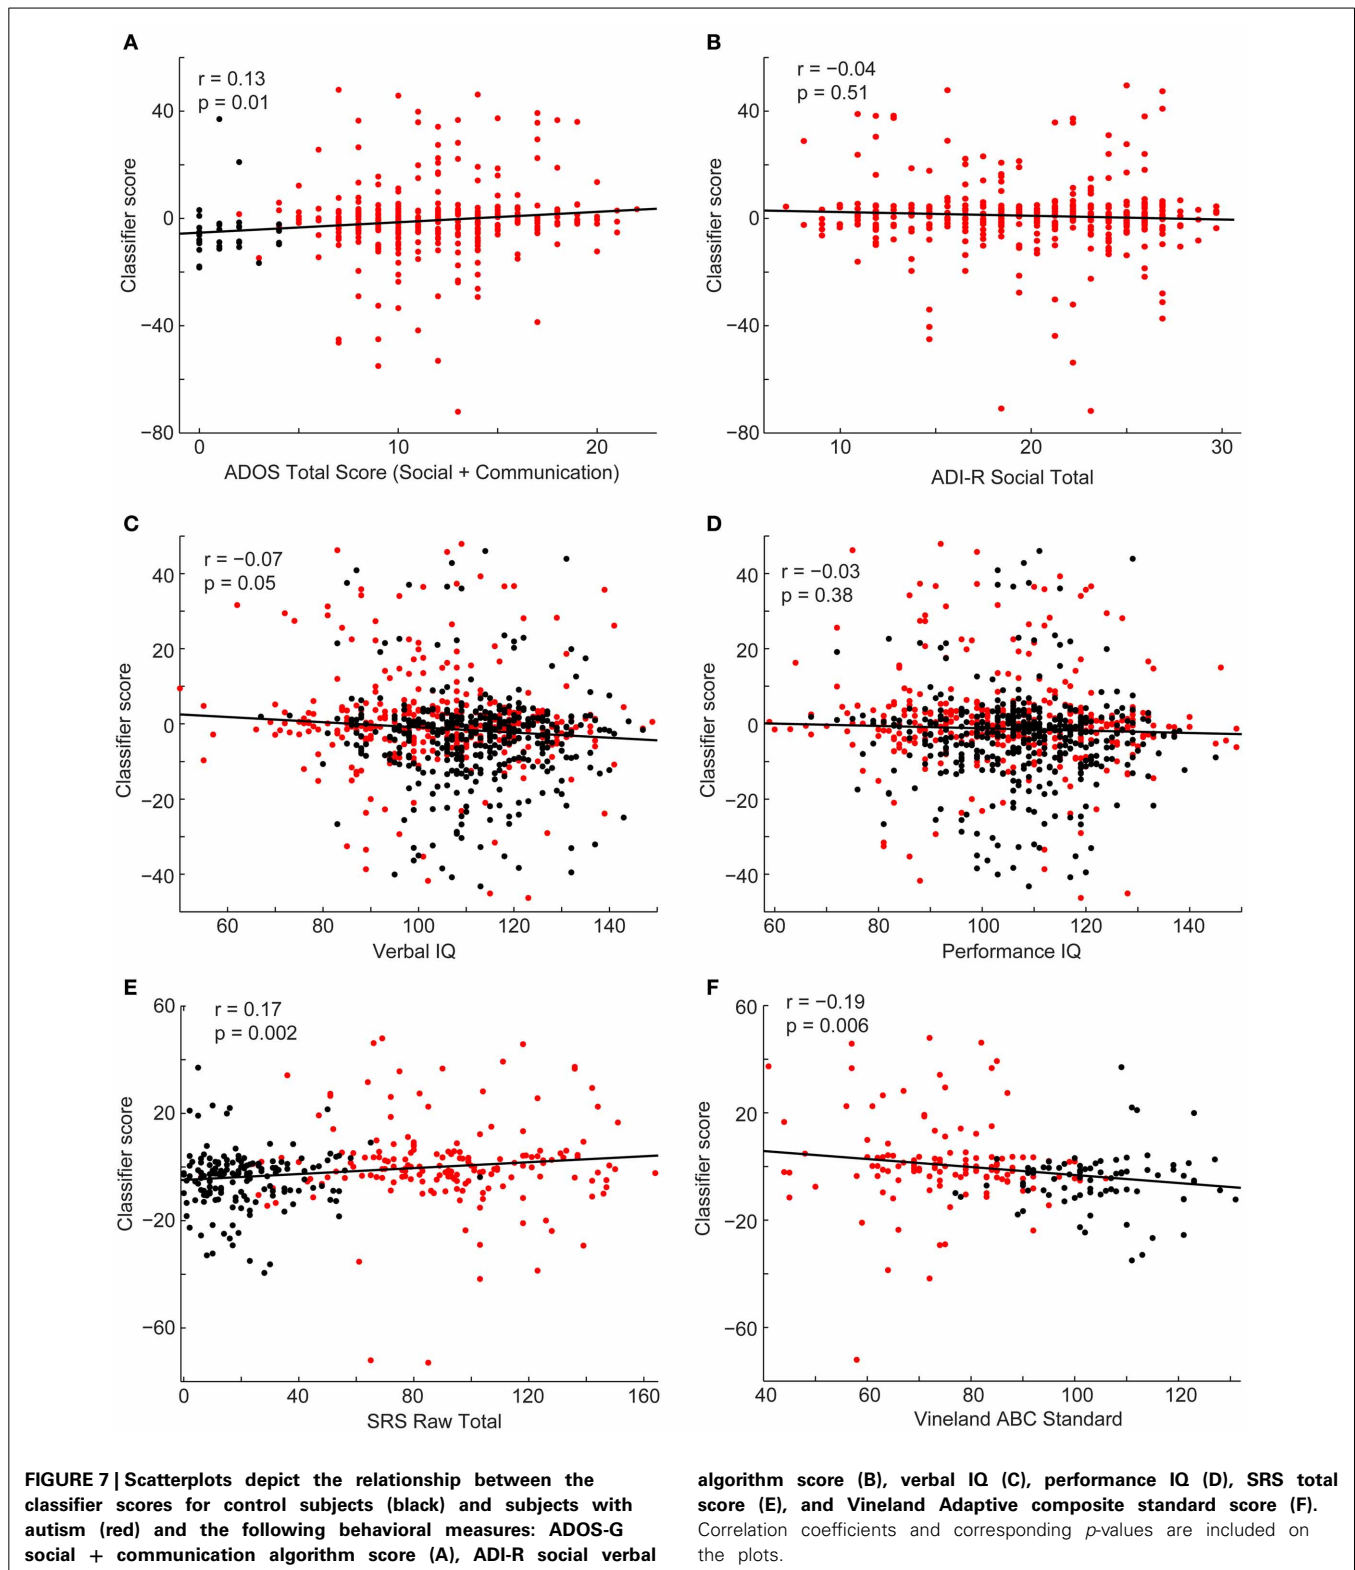 A
r = 0.13
p = 0.01
40
0
−40
−80
Classifier score
0
10
20
ADOS Total Score (Social + Communication)
B
r = −0.04
p = 0.51
40
0
−40
−80
Classifier score
10
20
30
ADI-R Social Total
C
r = −0.07
p = 0.05
40
20
0
−20
−40
Classifier score
60
80
100
120
140
Verbal IQ
D
r = −0.03
p = 0.38
40
20
0
−20
−40
Classifier score
60
80
100
120
140
Performance IQ
E
r = 0.17
p = 0.002
60
20
−20
−60
Classifier score
0
40
80
120
160
SRS Raw Total
F
r = −0.19
p = 0.006
60
20
−20
−60
Classifier score
40
60
80
100
120
Vineland ABC Standard
FIGURE 7 | Scatterplots depict the relationship between the
classifier scores for control subjects (black) and subjects with
autism (red) and the following behavioral measures: ADOS-G
social + communication algorithm score (A), ADI-R social verbal
algorithm score (B), verbal IQ (C), performance IQ (D), SRS total
score (E), and Vineland Adaptive composite standard score (F).
Correlation coefficients and corresponding p-values are included on
the plots.